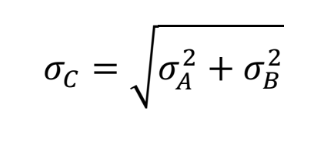 σ_C = √(σ_A² + σ_B²)